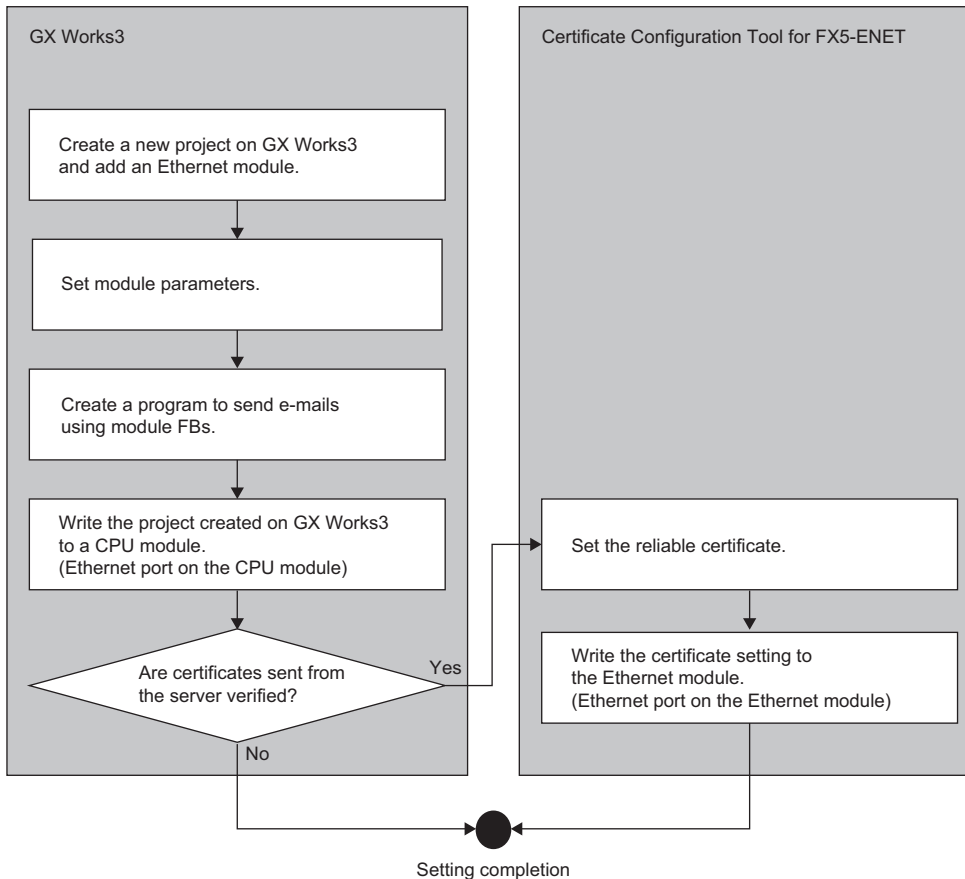 GX Works3
Create a new project on GX Works3
and add an Ethernet module.
Set module parameters.
Create a program to send e-mails
using module FBs.
Write the project created on GX Works3
to a CPU module.
(Ethernet port on the CPU module)
Are certificates sent from
the server verified?
Yes
No
Certificate Configuration Tool for FX5-ENET
Set the reliable certificate.
Write the certificate setting to
the Ethernet module.
(Ethernet port on the Ethernet module)
Setting completion